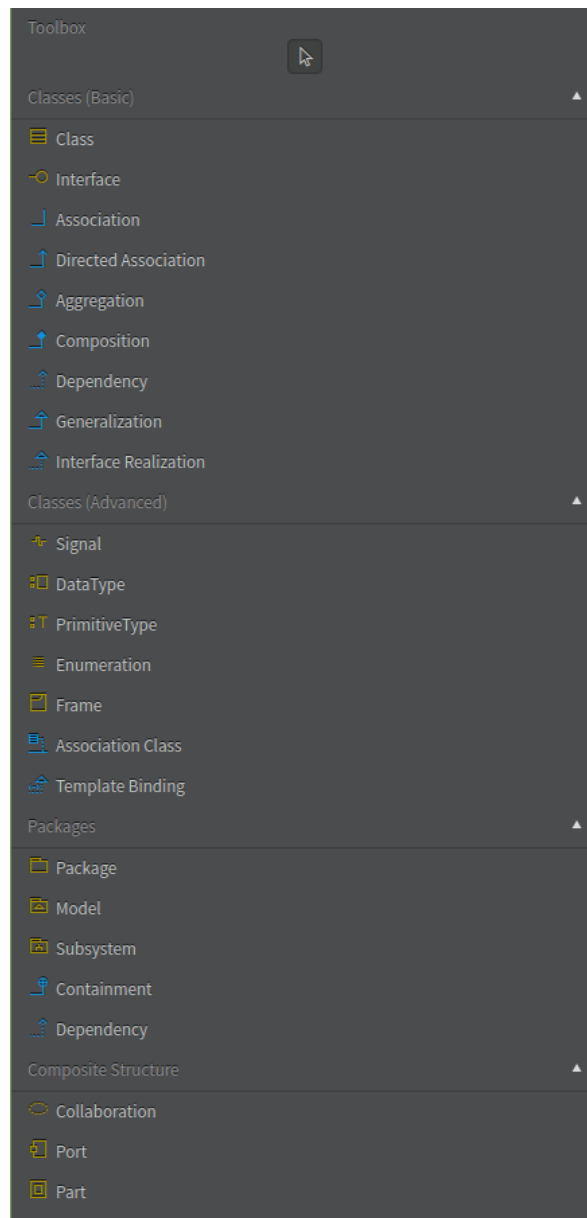 Toolbox
Classes (Basic)
Class
Interface
Association
Directed Association
Aggregation
Composition
Dependency
Generalization
Interface Realization
Classes (Advanced)
Signal
DataType
PrimitiveType
Enumeration
Frame
Association Class
Template Binding
Packages
Package
Model
Subsystem
Containment
Dependency
Composite Structure
Collaboration
Port
Part